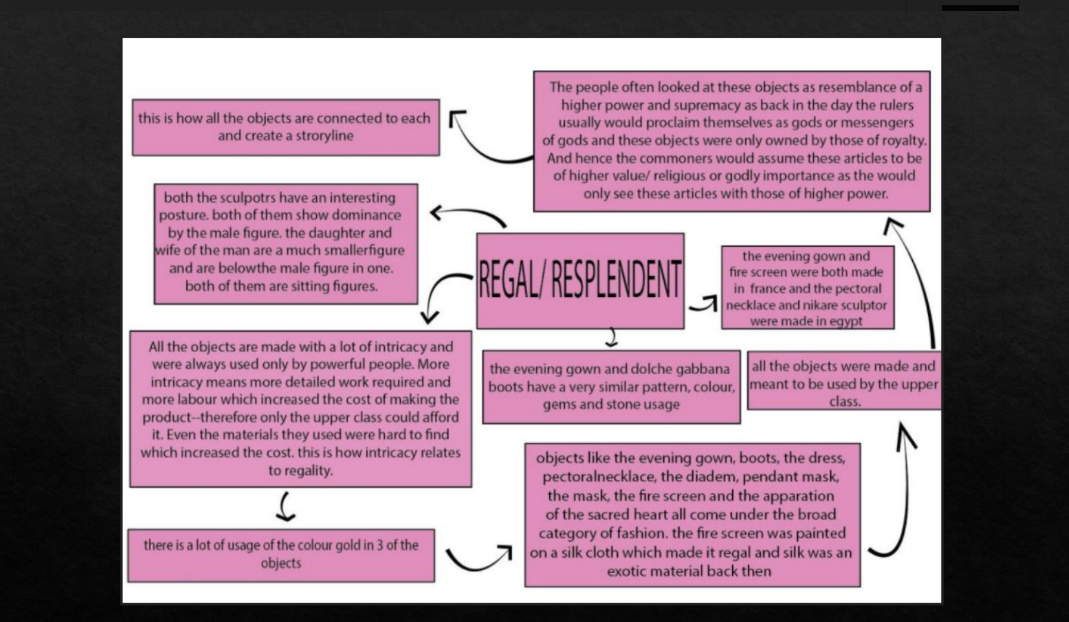 The people often looked at these objects as resemblance of a
higher power and supremacy as back in the day the rulers
usually would proclaim themselves as gods or messengers
of gods and these objects were only owned by those of royalty.
And hence the commoners would assume these articles to be
of higher value/ religious or godly importance as the would
only see these articles with those of higher power.
this is how all the objects are connected to each
and create a stroryline
both the sculpotrs have an interesting
posture. both of them show dominance
by the male figure. the daughter and
wife of the man are a much smallerfigure
and are belowthe male figure in one.
both of them are sitting figures.
REGAL/ RESPLENDENT
the evening gown and
fire screen were both made
in france and the pectoral
necklace and nikare sculptor
were made in egypt
All the objects are made with a lot of intricacy and
were always used only by powerful people. More
intricacy means more detailed work required and
more labour which increased the cost of making the
product--therefore only the upper class could afford
it. Even the materials they used were hard to find
which increased the cost. this is how intricacy relates
to regality.
the evening gown and dolche gabbana
boots have a very similar pattern, colour,
gems and stone usage
all the objects were made and
meant to be used by the upper
class.
there is a lot of usage of the colour gold in 3 of the
objects
objects like the evening gown, boots, the dress,
pectoralnecklace, the diadem, pendant mask,
the mask, the fire screen and the apparation
of the sacred heart all come under the broad
category of fashion. the fire screen was painted
on a silk cloth which made it regal and silk was an
exotic material back then